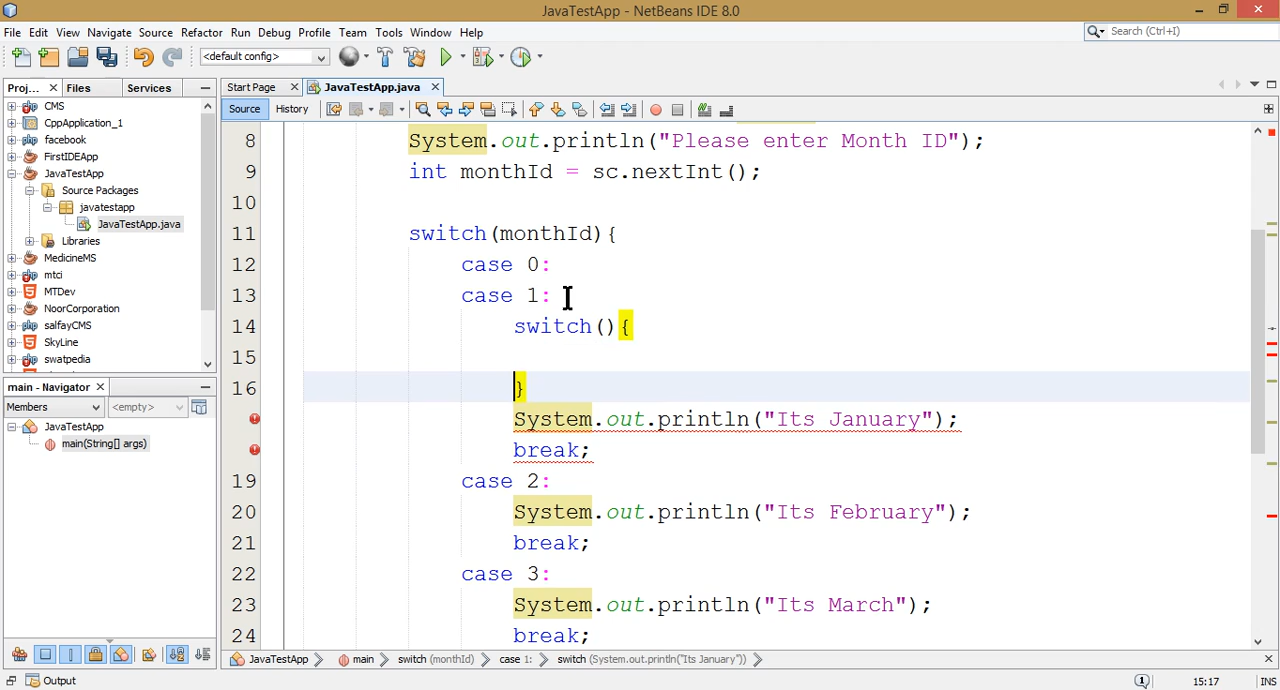 JavaTestApp - NetBeans IDE 8.0
File Edit View Navigate Source Refactor Run Debug Profile Team Tools Window Help
Search (Ctrl+I)
<default config>
Proj... Files Services
Start Page JavaTestApp.java
Source History
CMS
CppApplication_1
facebook
FirstIDEApp
JavaTestApp
Source Packages
javatestapp
JavaTestApp.java
Libraries
MedicineMS
mtci
MTDev
NoorCorporation
salfayCMS
SkyLine
swatpedia
main - Navigator
Members <empty>
JavaTestApp
main(String[] args)
8 System.out.println("Please enter Month ID");
9 int monthId = sc.nextInt();
10
11 switch(monthId){
12 case 0:
13 case 1:
14 switch(){
15
16 }
System.out.println("Its January");
break;
19 case 2:
20 System.out.println("Its February");
21 break;
22 case 3:
23 System.out.println("Its March");
24 break;
JavaTestApp main switch (monthId) case 1: switch (System.out.println("Its January"))
Output 1 15:17 INS